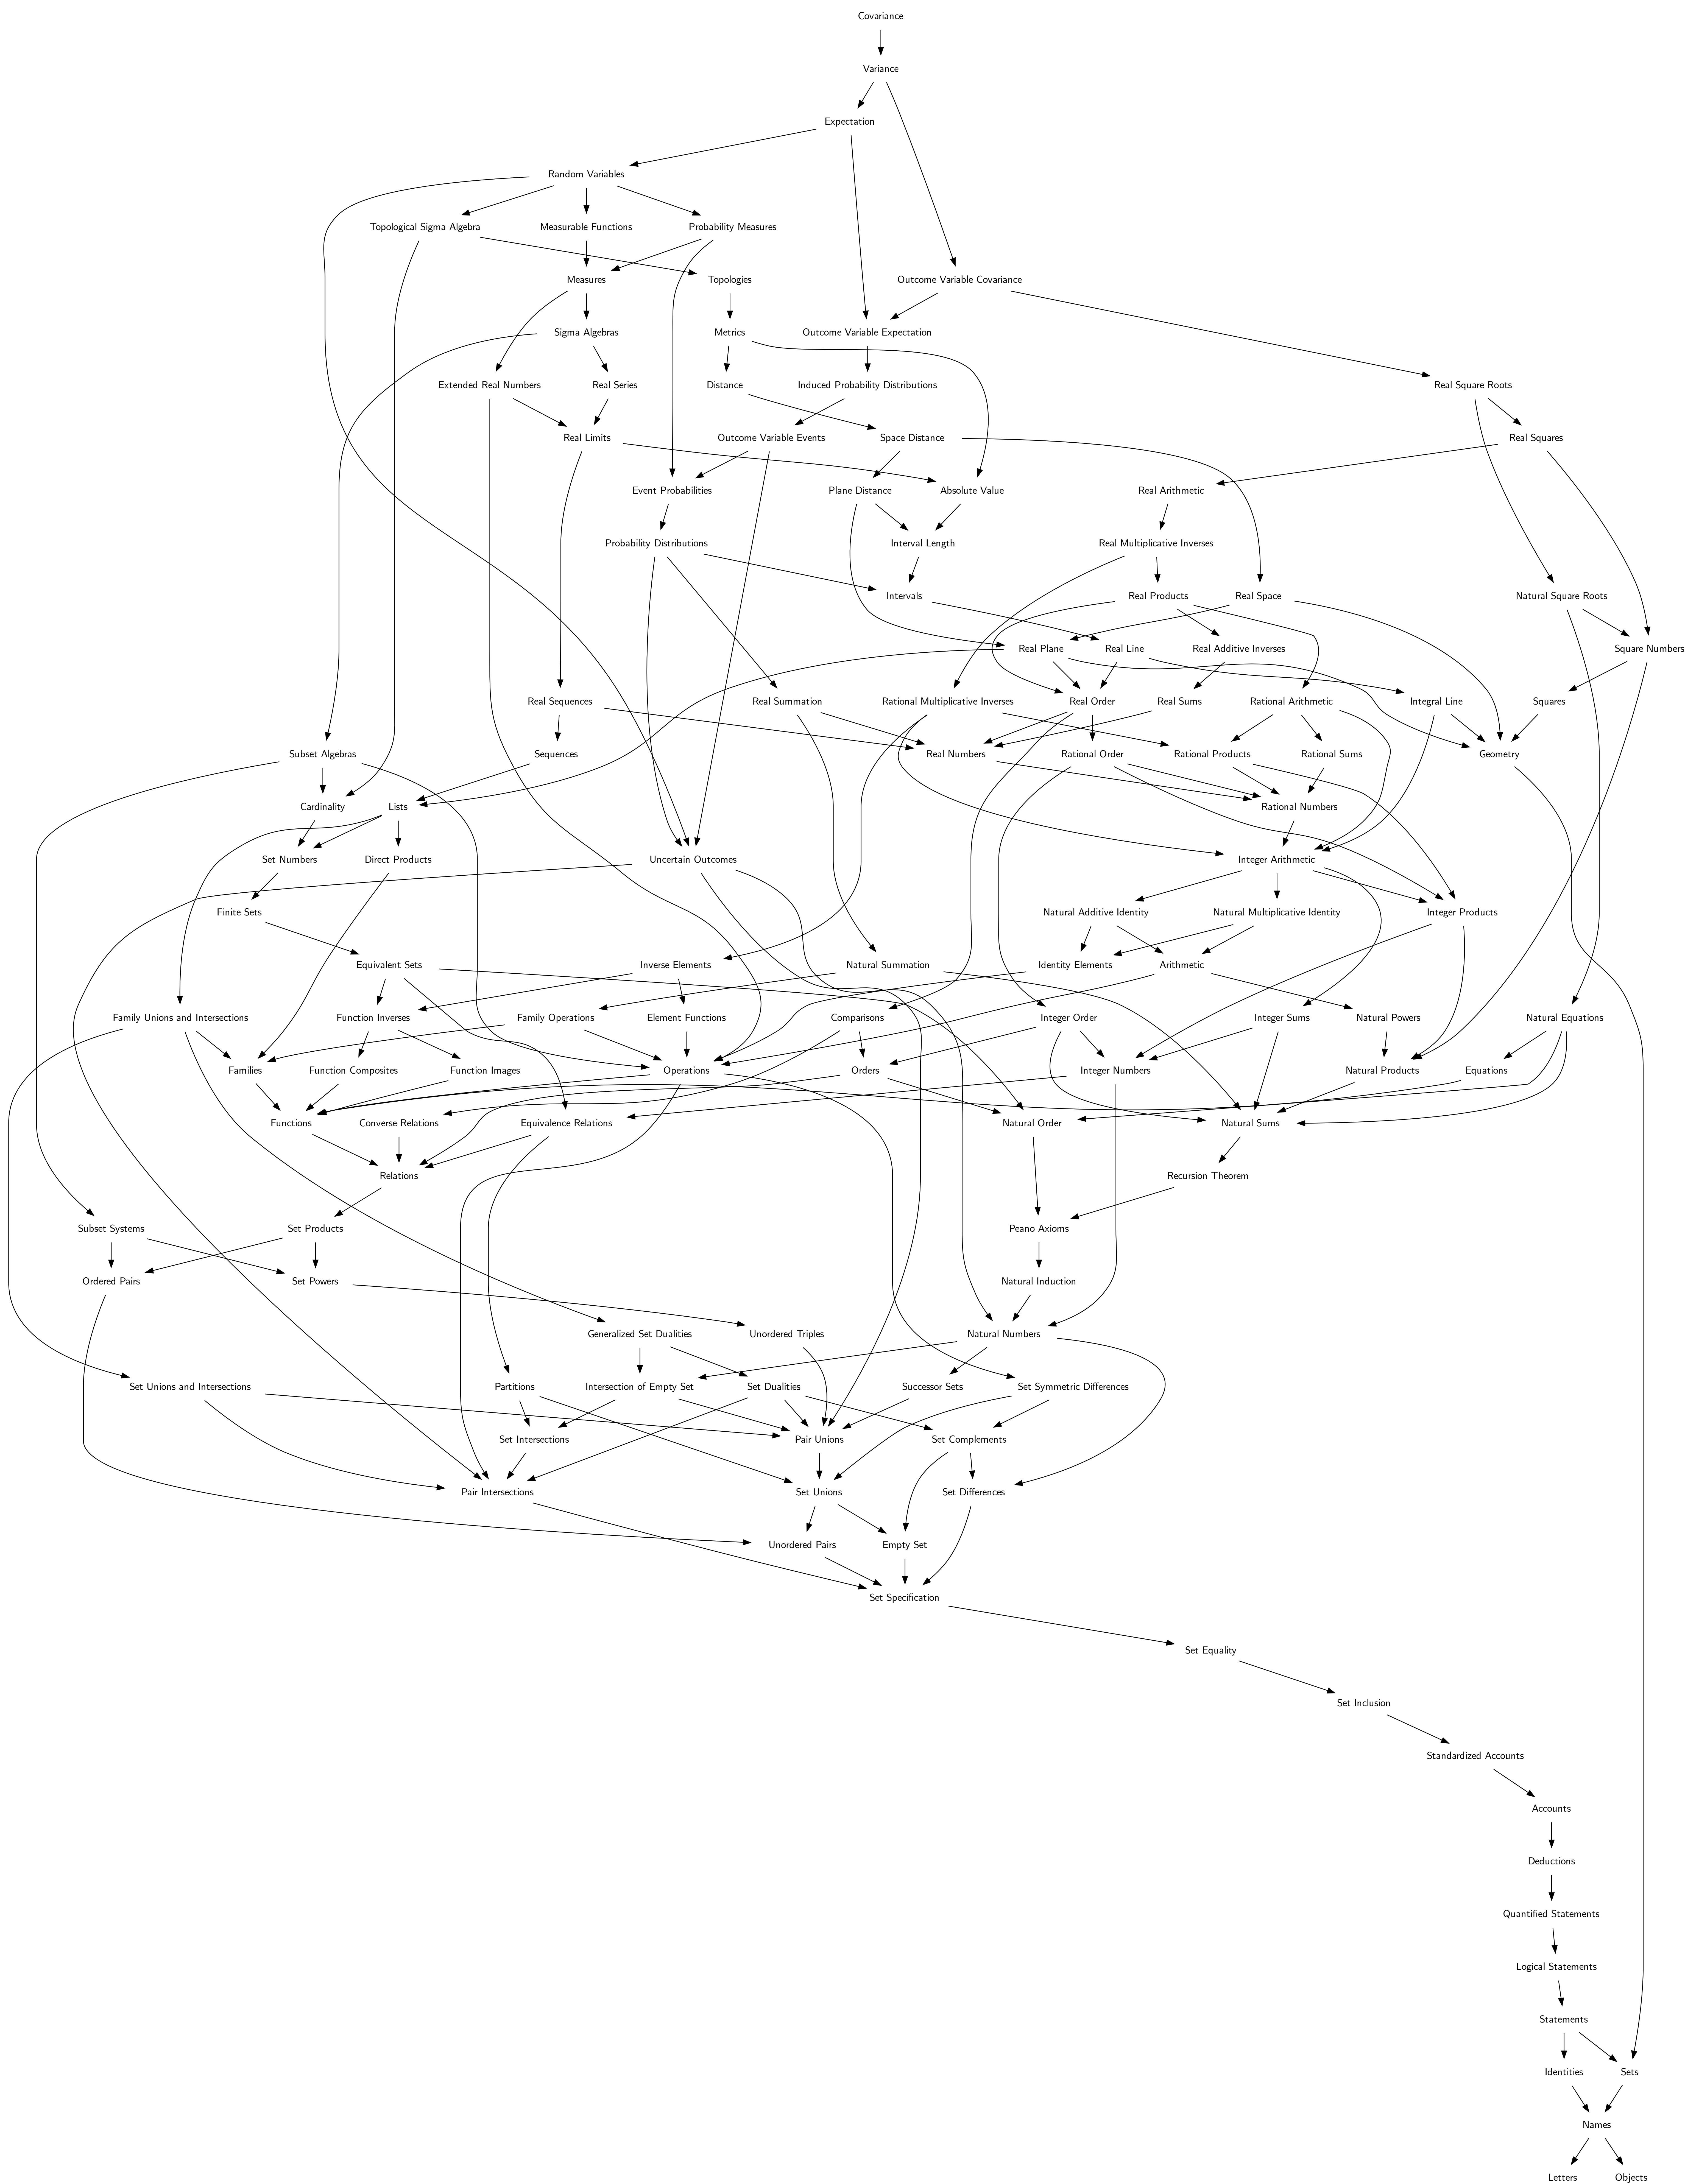 Covariance
Variance
Expectation
Random Variables
Topological Sigma Algebra
Measurable Functions
Probability Measures
Measures
Topologies
Outcome Variable Covariance
Sigma Algebras
Metrics
Outcome Variable Expectation
Extended Real Numbers
Real Series
Distance
Induced Probability Distributions
Real Square Roots
Real Limits
Outcome Variable Events
Space Distance
Real Squares
Event Probabilities
Plane Distance
Absolute Value
Real Arithmetic
Probability Distributions
Interval Length
Real Multiplicative Inverses
Intervals
Real Products
Real Space
Natural Square Roots
Real Plane
Real Line
Real Additive Inverses
Square Numbers
Real Sequences
Real Summation
Rational Multiplicative Inverses
Real Order
Real Sums
Rational Arithmetic
Integral Line
Squares
Subset Algebras
Sequences
Real Numbers
Rational Order
Rational Products
Rational Sums
Geometry
Cardinality
Lists
Rational Numbers
Set Numbers
Direct Products
Uncertain Outcomes
Integer Arithmetic
Finite Sets
Natural Additive Identity
Natural Multiplicative Identity
Integer Products
Equivalent Sets
Inverse Elements
Natural Summation
Identity Elements
Arithmetic
Family Unions and Intersections
Function Inverses
Family Operations
Element Functions
Comparisons
Integer Order
Integer Sums
Natural Powers
Natural Equations
Families
Function Composites
Function Images
Operations
Orders
Integer Numbers
Natural Products
Equations
Functions
Converse Relations
Equivalence Relations
Natural Order
Natural Sums
Relations
Recursion Theorem
Subset Systems
Set Products
Peano Axioms
Ordered Pairs
Set Powers
Natural Induction
Generalized Set Dualities
Unordered Triples
Natural Numbers
Set Unions and Intersections
Partitions
Intersection of Empty Set
Set Dualities
Successor Sets
Set Symmetric Differences
Set Intersections
Pair Unions
Set Complements
Pair Intersections
Set Unions
Set Differences
Unordered Pairs
Empty Set
Set Specification
Set Equality
Set Inclusion
Standardized Accounts
Accounts
Deductions
Quantified Statements
Logical Statements
Statements
Identities
Sets
Names
Letters
Objects